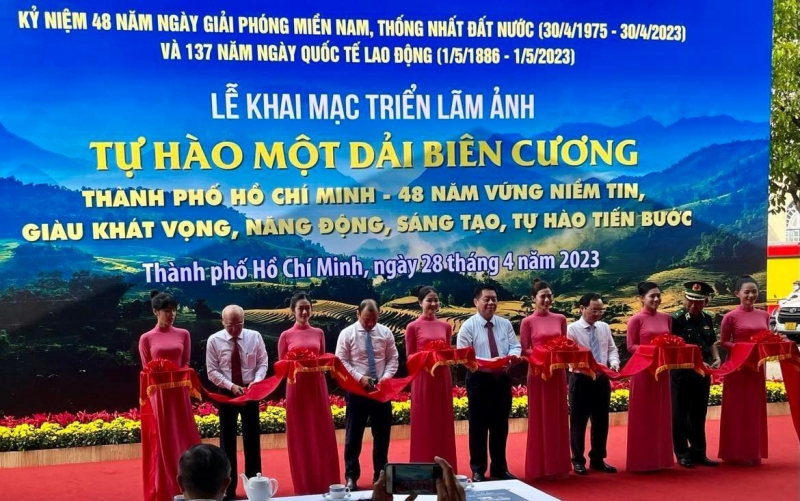 KỶ NIỆM 48 NĂM NGÀY GIẢI PHÓNG MIỀN NAM, THỐNG NHẤT ĐẤT NƯỚC (30/4/1975 - 30/4/2023)
VÀ 137 NĂM NGÀY QUỐC TẾ LAO ĐỘNG (1/5/1886 - 1/5/2023)
LỄ KHAI MẠC TRIỂN LÃM ẢNH
TỰ HÀO MỘT DẢI BIÊN CƯƠNG
THÀNH PHỐ HỒ CHÍ MINH - 48 NĂM VỮNG NIỀM TIN,
GIÀU KHÁT VỌNG, NĂNG ĐỘNG, SÁNG TẠO, TỰ HÀO TIẾN BƯỚC
Thành phố Hồ Chí Minh, ngày 28 tháng 4 năm 2023